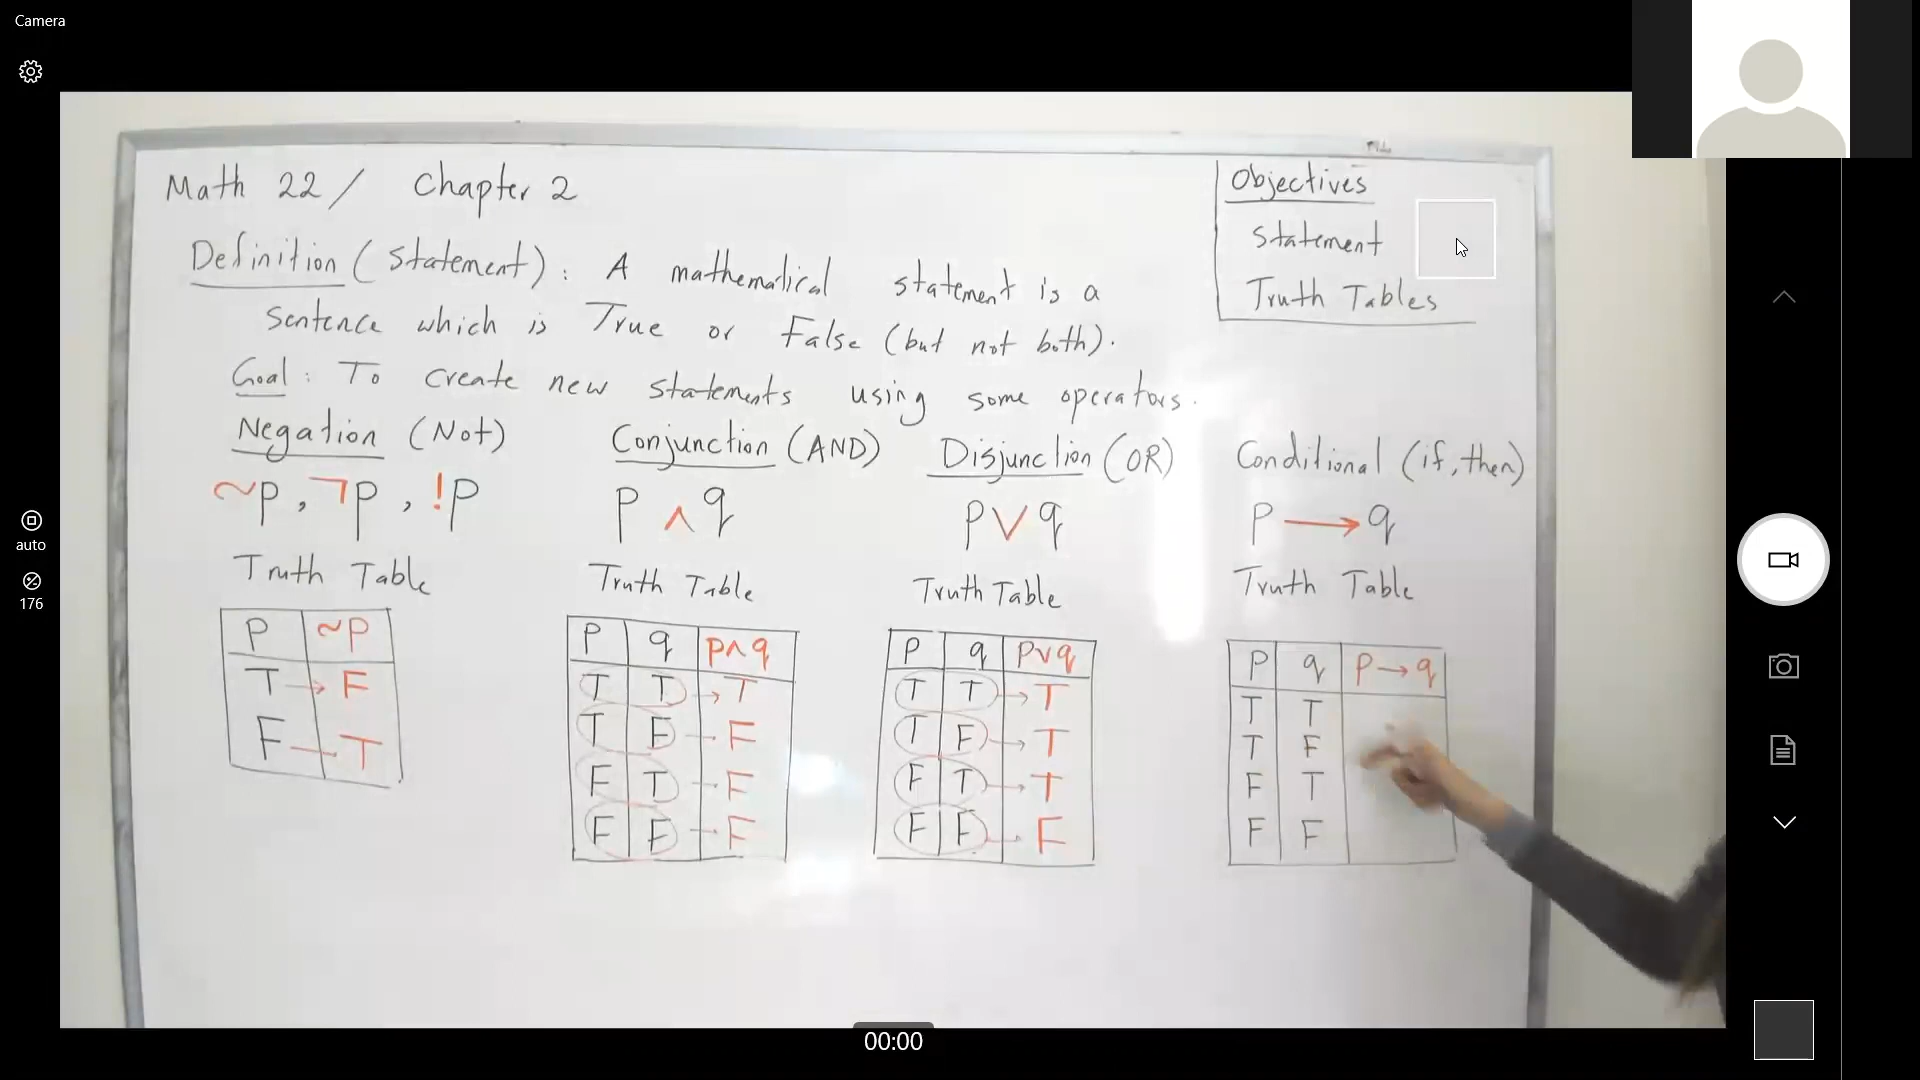 Camera
Math 22 / Chapter 2
Objectives
Statement
Truth Tables
Definition (Statement): A mathematical statement is a
sentence which is True or False (but not both).
Goal: To create new statements using some operators.
Negation (Not)
~p, ¬p, !p
Truth Table
P ~P
T → F
F → T
Conjunction (AND)
p ∧ q
Truth Table
P q P∧q
T T → T
T F → F
F T → F
F F → F
Disjunction (OR)
P ∨ q
Truth Table
P q P∨q
T T → T
T F → T
F T → T
F F → F
Conditional (if, then)
P → q
Truth Table
P q P → q
T T
T F
F T
F F
auto
176
00:00